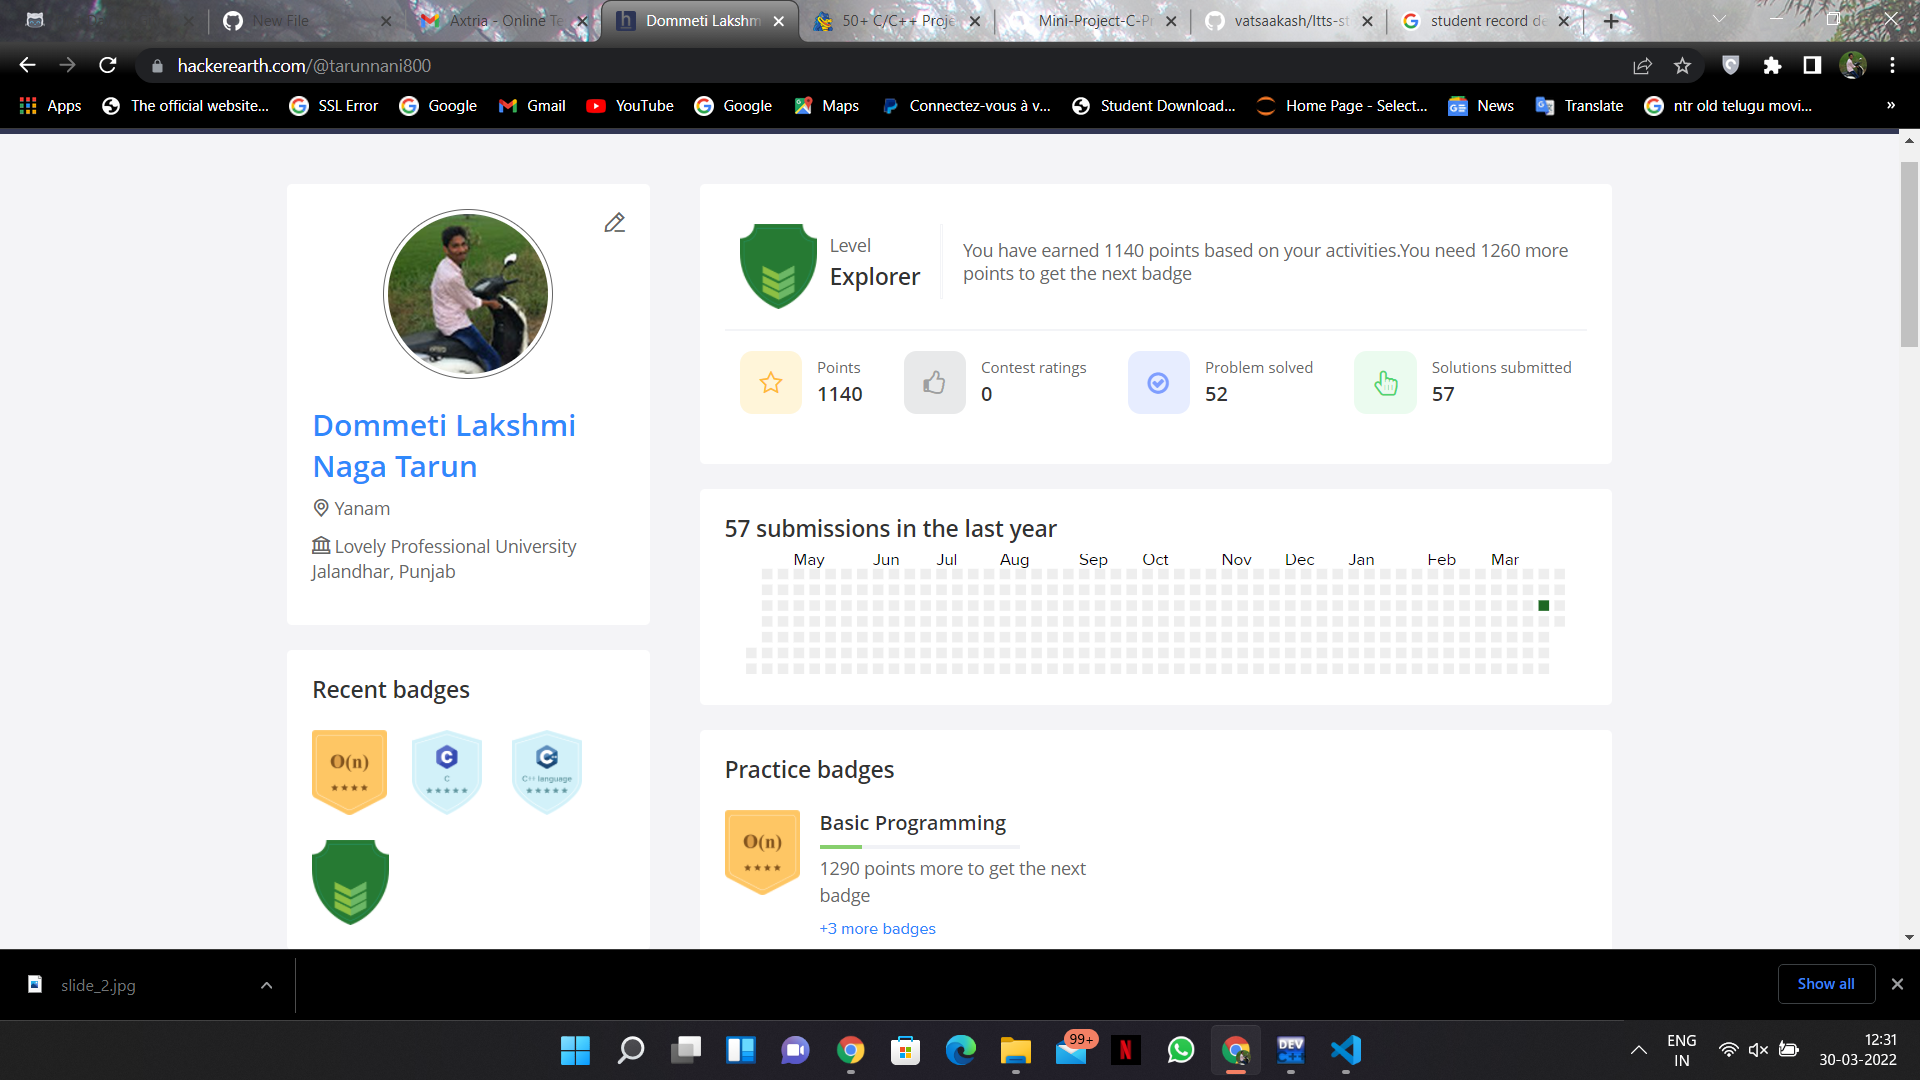 New File
Axtria - Online Te
Dommeti Lakshm
50+ C/C++ Proje
Mini-Project-C-Pr
vatsaakash/ltts-st
student record de
hackerearth.com/@tarunnani800
Apps
The official website...
SSL Error
Google
Gmail
YouTube
Google
Maps
Connectez-vous à v...
Student Download...
Home Page - Select...
News
Translate
ntr old telugu movi...
»
Dommeti Lakshmi
Naga Tarun
Yanam
Lovely Professional University
Jalandhar, Punjab
Recent badges
O(n)
C
C
C++
C++ language
Level
Explorer
You have earned 1140 points based on your activities.You need 1260 more
points to get the next badge
Points
1140
Contest ratings
0
Problem solved
52
Solutions submitted
57
57 submissions in the last year
May Jun Jul Aug Sep Oct Nov Dec Jan Feb Mar
Practice badges
O(n)
Basic Programming
1290 points more to get the next
badge
+3 more badges
slide_2.jpg
Show all
99+
N
DEV
C++
ENG
IN
12:31
30-03-2022